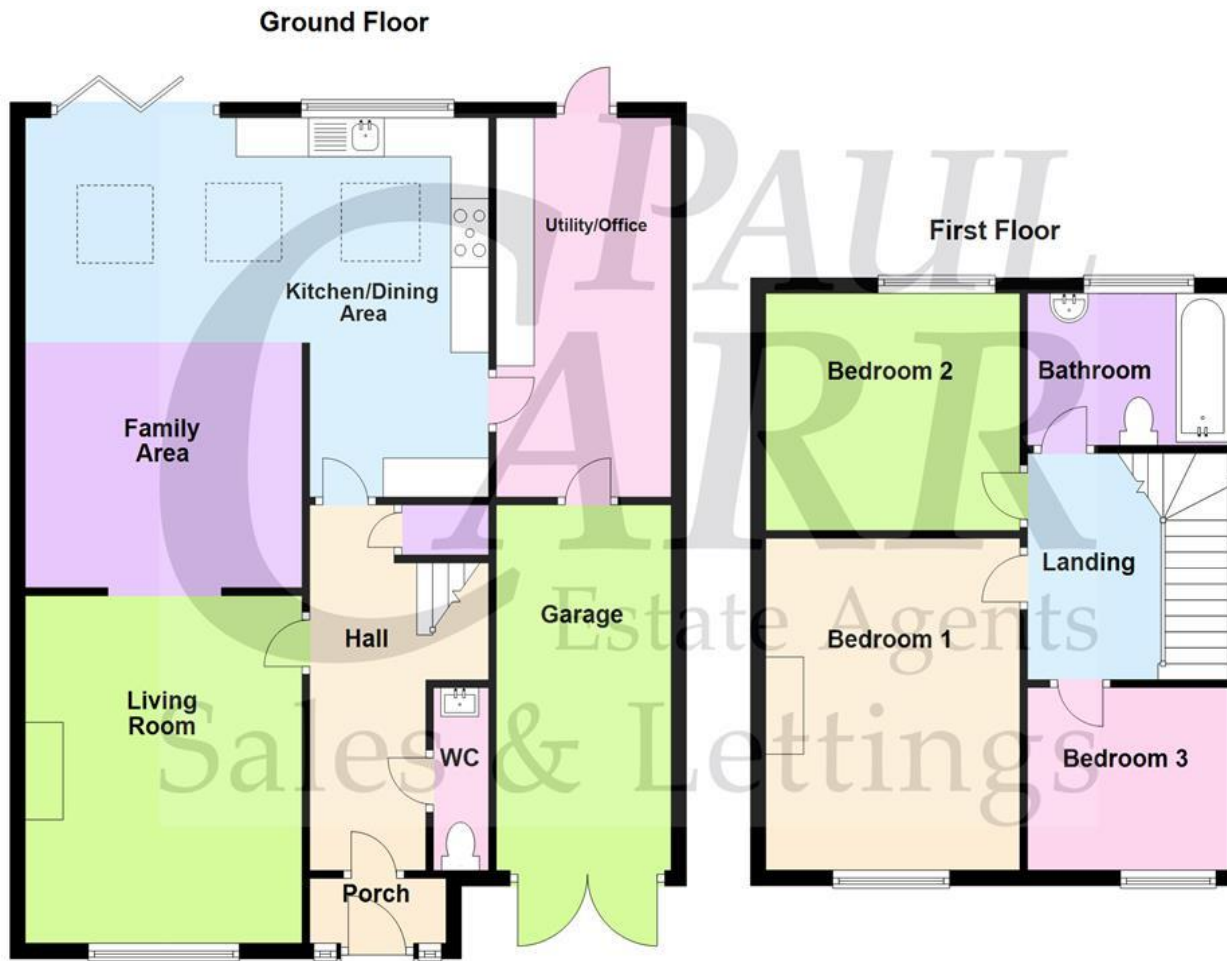 Ground Floor
Utility/Office
Kitchen/Dining
Area
Family
Area
Hall
Garage
Living
Room
WC
Porch
First Floor
Bedroom 2
Bathroom
Landing
Bedroom 1
Bedroom 3
PAUL
CARR
Estate Agents
Sales & Lettings